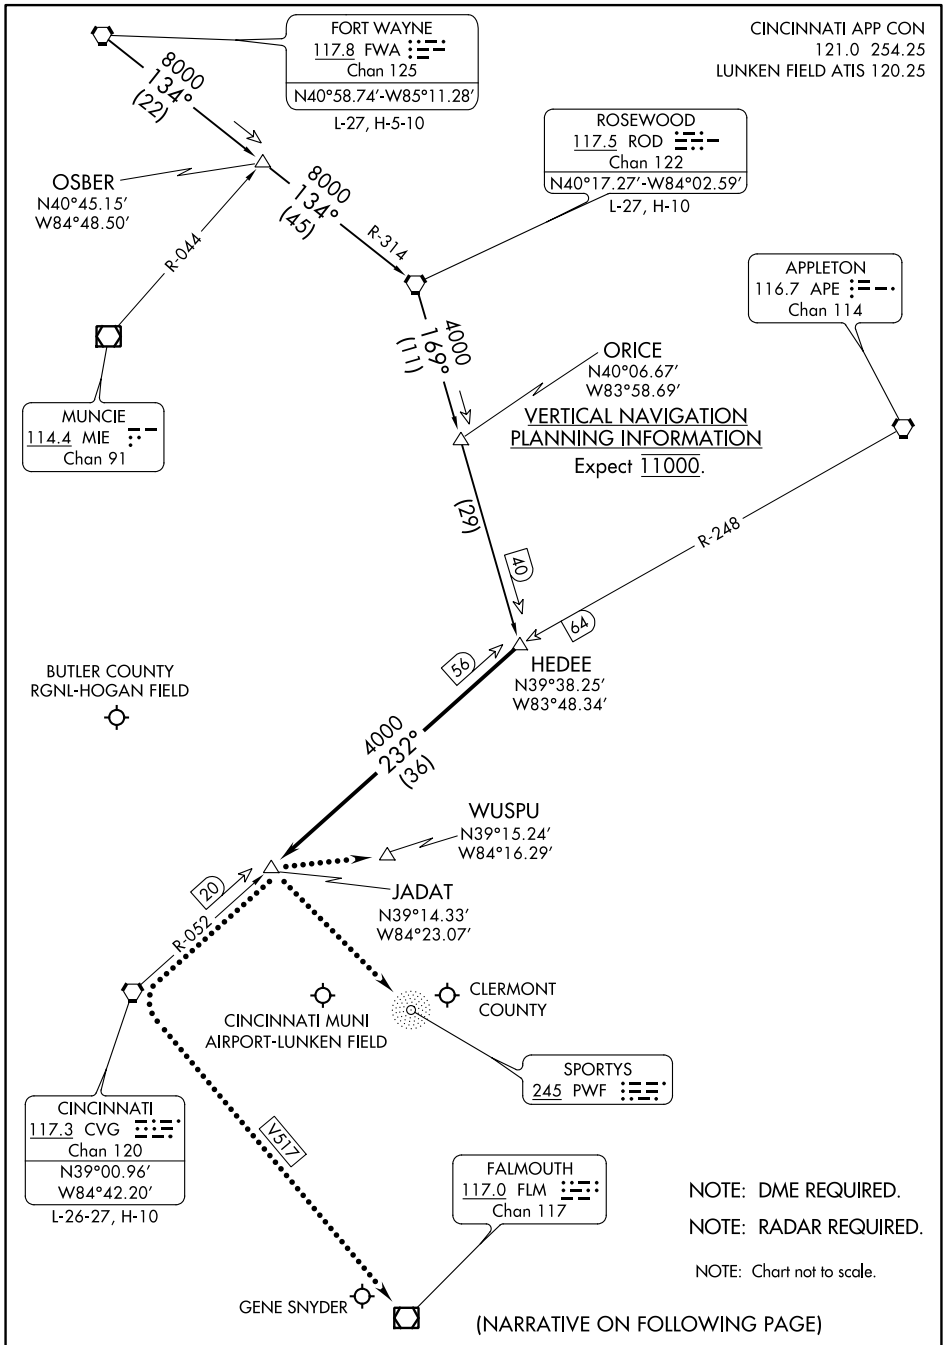 FORT WAYNE
117.8 FWA
Chan 125
N40°58.74’-W85°11.28’
L-27, H-5-10
CINCINNATI APP CON
121.0 254.25
LUNKEN FIELD ATIS 120.25
8000
134°
(22)
ROSEWOOD
117.5 ROD
Chan 122
N40°17.27’-W84°02.59’
L-27, H-10
OSBER
N40°45.15’
W84°48.50’
8000
134°
(45)
R-314
R-044
APPLETON
116.7 APE
Chan 114
4000
169°
(11)
ORICE
N40°06.67’
W83°58.69’
MUNCIE
114.4 MIE
Chan 91
VERTICAL NAVIGATION
PLANNING INFORMATION
Expect 11000.
(29)
R-248
40
64
56
HEDEE
N39°38.25’
W83°48.34’
BUTLER COUNTY
RGNL-HOGAN FIELD
4000
232°
(36)
WUSPU
N39°15.24’
W84°16.29’
JADAT
N39°14.33’
W84°23.07’
20
R-052
CINCINNATI MUNI
AIRPORT-LUNKEN FIELD
CLERMONT
COUNTY
SPORTYS
245 PWF
CINCINNATI
117.3 CVG
Chan 120
N39°00.96’
W84°42.20’
L-26-27, H-10
V517
FALMOUTH
117.0 FLM
Chan 117
NOTE: DME REQUIRED.
NOTE: RADAR REQUIRED.
NOTE: Chart not to scale.
GENE SNYDER
(NARRATIVE ON FOLLOWING PAGE)